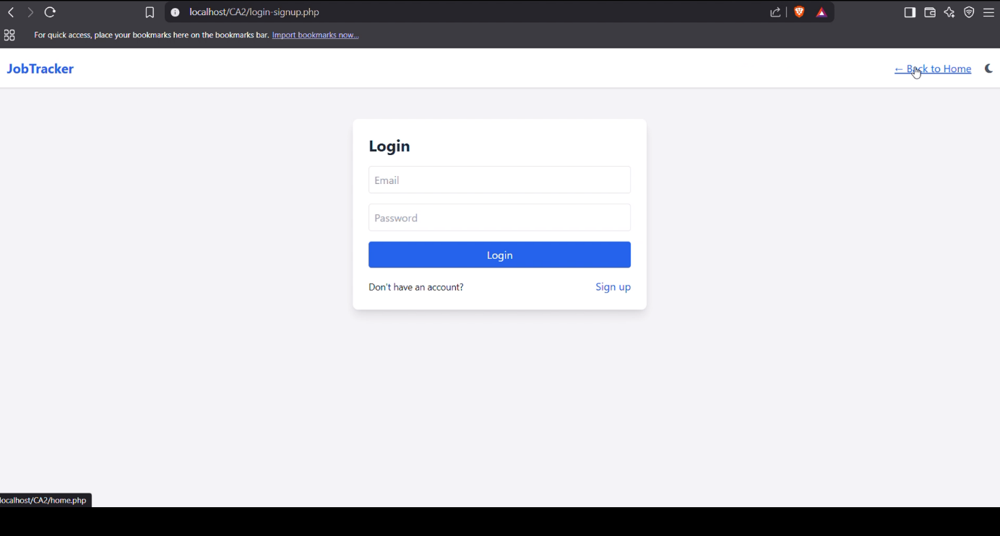 localhost/CA2/login-signup.php
For quick access, place your bookmarks here on the bookmarks bar. Import bookmarks now...
JobTracker
← Back to Home
Login
Email
Password
Login
Don't have an account?
Sign up
localhost/CA2/home.php